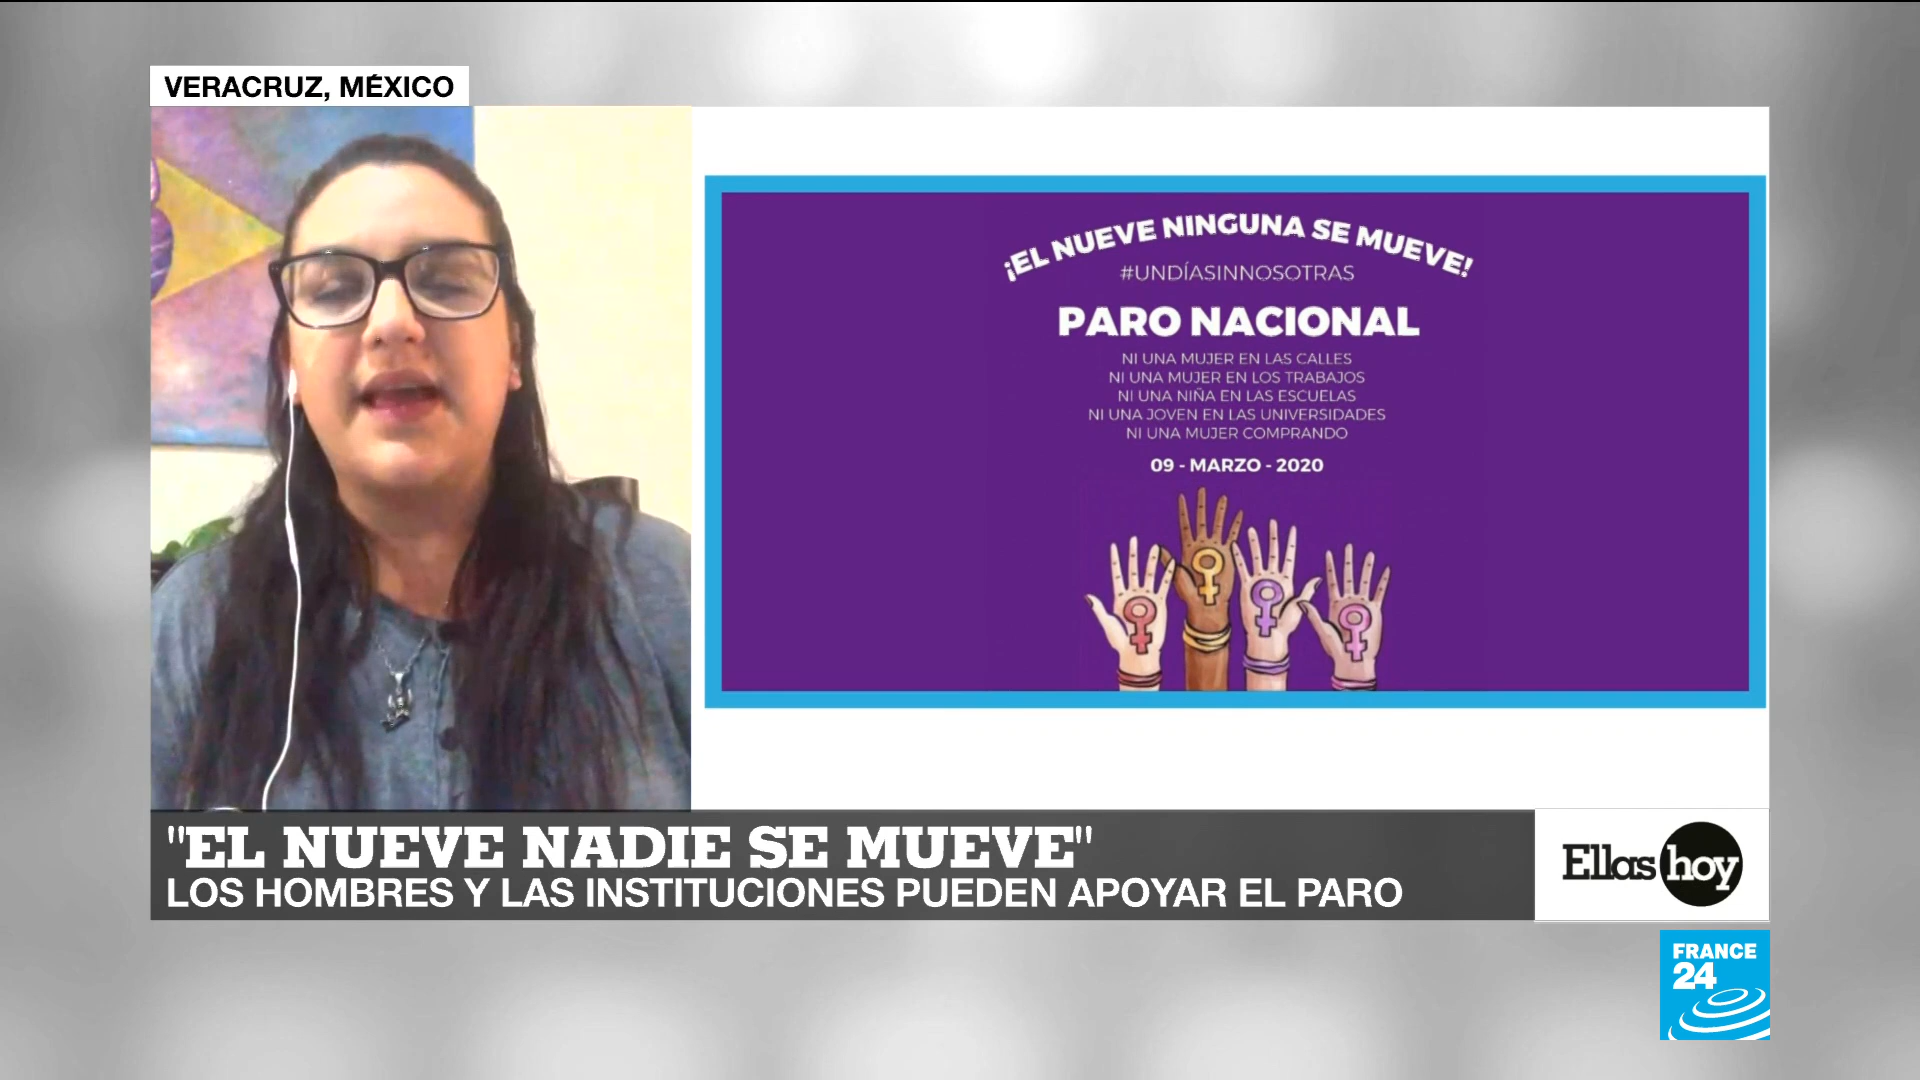 VERACRUZ, MÉXICO
¡EL NUEVE NINGUNA SE MUEVE!
#UNDÍASINNOSOTRAS
PARO NACIONAL
NI UNA MUJER EN LAS CALLES
NI UNA MUJER EN LOS TRABAJOS
NI UNA NIÑA EN LAS ESCUELAS
NI UNA JOVEN EN LAS UNIVERSIDADES
NI UNA MUJER COMPRANDO
09 - MARZO - 2020
"EL NUEVE NADIE SE MUEVE"
LOS HOMBRES Y LAS INSTITUCIONES PUEDEN APOYAR EL PARO
Ellas hoy
FRANCE
24